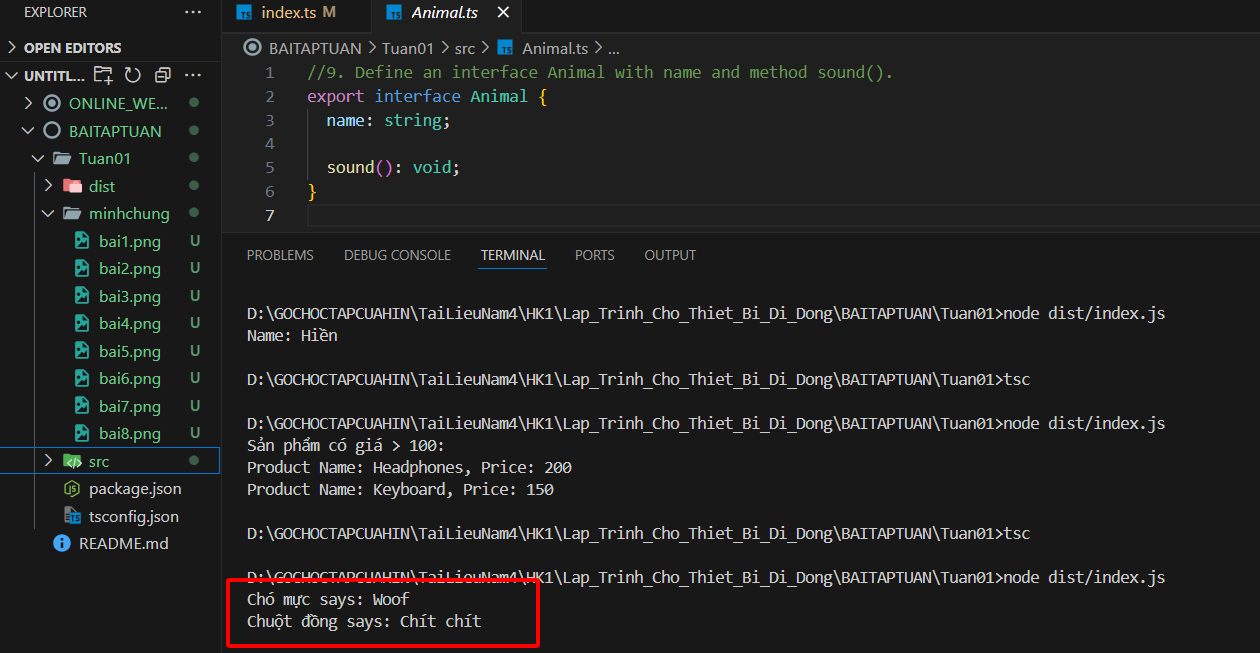 EXPLORER ...
OPEN EDITORS
UNTITL... ...
ONLINE_WE...
BAITAPTUAN
Tuan01
dist
minhchung
bai1.png U
bai2.png U
bai3.png U
bai4.png U
bai5.png U
bai6.png U
bai7.png U
bai8.png U
src
package.json
tsconfig.json
README.md
TS index.ts M
TS Animal.ts ×
BAITAPTUAN > Tuan01 > src > TS Animal.ts > ...
1 //9. Define an interface Animal with name and method sound().
2 export interface Animal {
3 name: string;
4
5 sound(): void;
6 }
7
PROBLEMS DEBUG CONSOLE TERMINAL PORTS OUTPUT
D:\GOCHOCTAPCUAHIN\TaiLieuNam4\HK1\Lap_Trinh_Cho_Thiet_Bi_Di_Dong\BAITAPTUAN\Tuan01>node dist/index.js
Name: Hiền
D:\GOCHOCTAPCUAHIN\TaiLieuNam4\HK1\Lap_Trinh_Cho_Thiet_Bi_Di_Dong\BAITAPTUAN\Tuan01>tsc
D:\GOCHOCTAPCUAHIN\TaiLieuNam4\HK1\Lap_Trinh_Cho_Thiet_Bi_Di_Dong\BAITAPTUAN\Tuan01>node dist/index.js
Sản phẩm có giá > 100:
Product Name: Headphones, Price: 200
Product Name: Keyboard, Price: 150
D:\GOCHOCTAPCUAHIN\TaiLieuNam4\HK1\Lap_Trinh_Cho_Thiet_Bi_Di_Dong\BAITAPTUAN\Tuan01>tsc
D:\GOCHOCTAPCUAHIN\TaiLieuNam4\HK1\Lap_Trinh_Cho_Thiet_Bi_Di_Dong\BAITAPTUAN\Tuan01>node dist/index.js
Chó mực says: Woof
Chuột đồng says: Chít chít